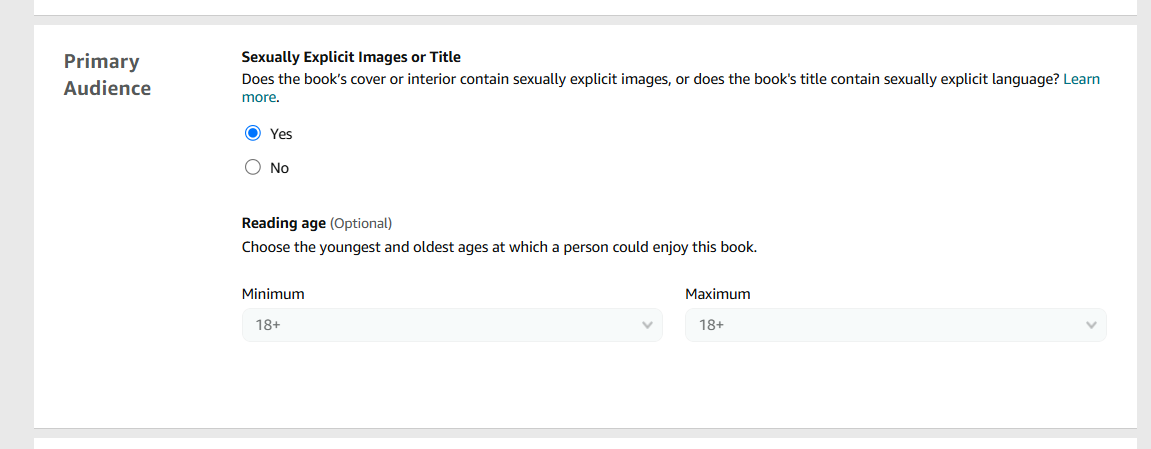 Primary
Audience
Sexually Explicit Images or Title
Does the book’s cover or interior contain sexually explicit images, or does the book's title contain sexually explicit language? Learn
more.
Yes
No
Reading age (Optional)
Choose the youngest and oldest ages at which a person could enjoy this book.
Minimum Maximum
18+ 18+